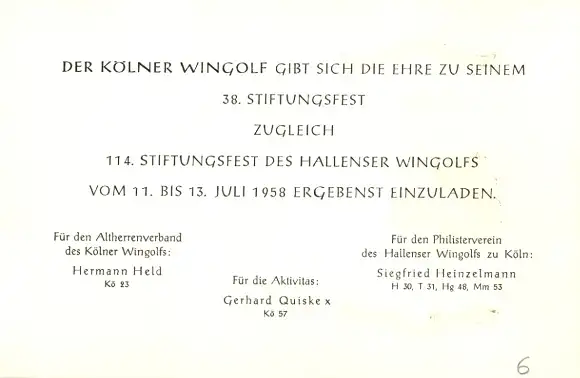 DER KÖLNER WINGOLF GIBT SICH DIE EHRE ZU SEINEM
38. STIFTUNGSFEST
ZUGLEICH
114. STIFTUNGSFEST DES HALLENSER WINGOLFS
VOM 11. BIS 13. JULI 1958 ERGEBENST EINZULADEN.
Für den Altherrenverband
des Kölner Wingolfs:
Hermann Held
Kö 23
Für die Aktivitas:
Gerhard Quiske x
Kö 57
Für den Philisterverein
des Hallenser Wingolfs zu Köln:
Siegfried Heinzelmann
H 30, T 31, Hg 48, Mm 53
6